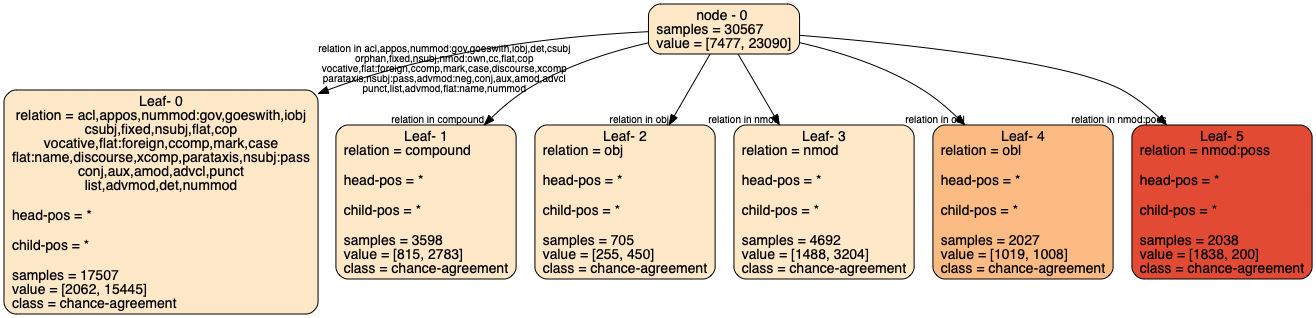 node - 0
samples = 30567
value = [7477, 23090]
relation in acl,appos,nummod:gov,goeswith,iobj,det,csubj
orphan,fixed,nsubj,nmod:own,cc,flat,cop
vocative,flat:foreign,ccomp,mark,case,discourse,xcomp
parataxis,nsubj:pass,advmod:neg,conj,aux,amod,advcl
punct,list,advmod,flat:name,nummod
relation in compound
relation in obj
relation in nmod
relation in obl
relation in nmod:poss
Leaf- 0
relation = acl,appos,nummod:gov,goeswith,iobj
csubj,fixed,nsubj,flat,cop
vocative,flat:foreign,ccomp,mark,case
flat:name,discourse,xcomp,parataxis,nsubj:pass
conj,aux,amod,advcl,punct
list,advmod,det,nummod
head-pos = *
child-pos = *
samples = 17507
value = [2062, 15445]
class = chance-agreement
Leaf- 1
relation = compound
head-pos = *
child-pos = *
samples = 3598
value = [815, 2783]
class = chance-agreement
Leaf- 2
relation = obj
head-pos = *
child-pos = *
samples = 705
value = [255, 450]
class = chance-agreement
Leaf- 3
relation = nmod
head-pos = *
child-pos = *
samples = 4692
value = [1488, 3204]
class = chance-agreement
Leaf- 4
relation = obl
head-pos = *
child-pos = *
samples = 2027
value = [1019, 1008]
class = chance-agreement
Leaf- 5
relation = nmod:poss
head-pos = *
child-pos = *
samples = 2038
value = [1838, 200]
class = chance-agreement